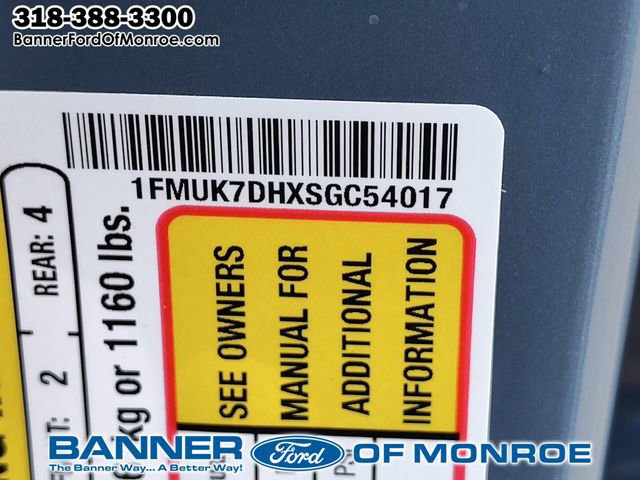 318-388-3300
BannerFordOfMonroe.com
1FMUK7DHXSGC54017
REAR: 4
T: 2
kg or 1160 lbs.
SEE OWNERS
MANUAL FOR
ADDITIONAL
INFORMATION
BANNER Ford OF MONROE
The Banner Way... A Better Way!